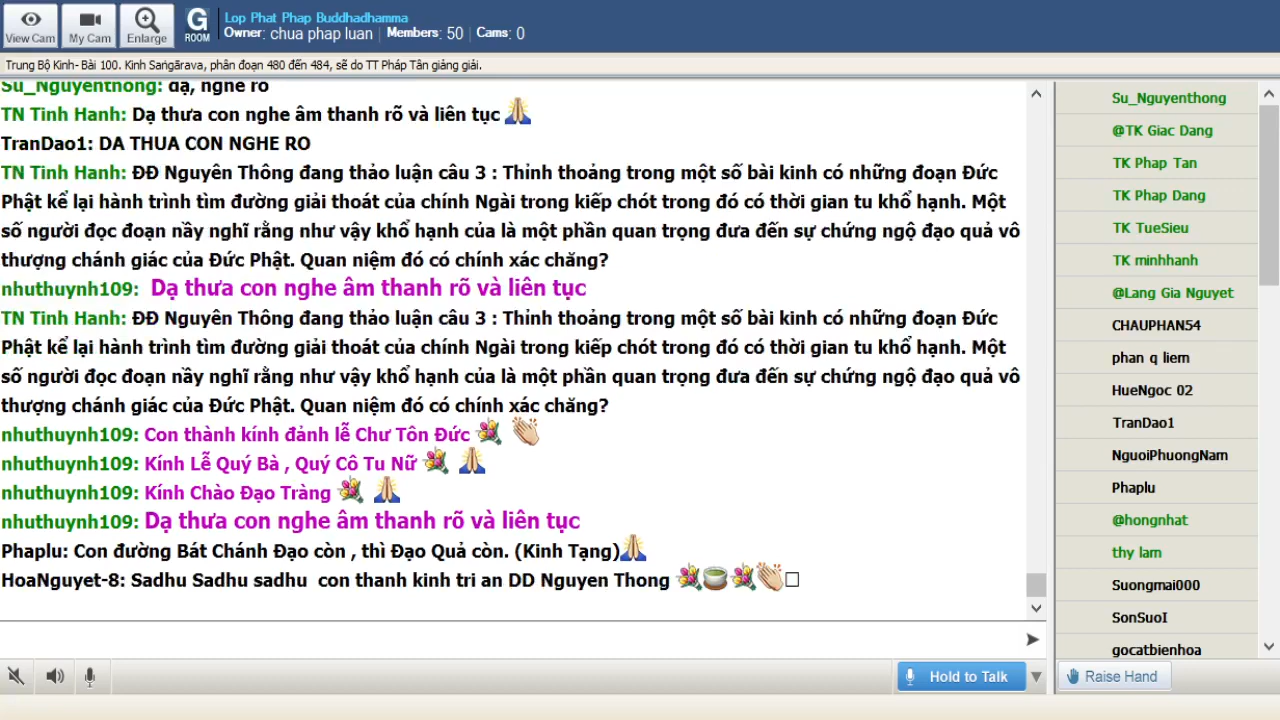 View Cam
My Cam
Enlarge
G
ROOM
Lop Phat Phap Buddhadhamma
Owner: chua phap luan | Members: 50 | Cams: 0
Trung Bộ Kinh- Bài 100. Kinh Saṅgārava, phân đoạn 480 đến 484, sẽ do TT Pháp Tân giảng giải.
Su_Nguyenthong: dạ, nghe rõ
TN Tinh Hanh: Dạ thưa con nghe âm thanh rõ và liên tục
TranDao1: DA THUA CON NGHE RO
TN Tinh Hanh: ĐĐ Nguyên Thông đang thảo luận câu 3 : Thỉnh thoảng trong một số bài kinh có những đoạn Đức
Phật kể lại hành trình tìm đường giải thoát của chính Ngài trong kiếp chót trong đó có thời gian tu khổ hạnh. Một
số người đọc đoạn nầy nghĩ rằng như vậy khổ hạnh của là một phần quan trọng đưa đến sự chứng ngộ đạo quả vô
thượng chánh giác của Đức Phật. Quan niệm đó có chính xác chăng?
nhuthuynh109: Dạ thưa con nghe âm thanh rõ và liên tục
TN Tinh Hanh: ĐĐ Nguyên Thông đang thảo luận câu 3 : Thỉnh thoảng trong một số bài kinh có những đoạn Đức
Phật kể lại hành trình tìm đường giải thoát của chính Ngài trong kiếp chót trong đó có thời gian tu khổ hạnh. Một
số người đọc đoạn nầy nghĩ rằng như vậy khổ hạnh của là một phần quan trọng đưa đến sự chứng ngộ đạo quả vô
thượng chánh giác của Đức Phật. Quan niệm đó có chính xác chăng?
nhuthuynh109: Con thành kính đảnh lễ Chư Tôn Đức
nhuthuynh109: Kính Lễ Quý Bà , Quý Cô Tu Nữ
nhuthuynh109: Kính Chào Đạo Tràng
nhuthuynh109: Dạ thưa con nghe âm thanh rõ và liên tục
Phaplu: Con đường Bát Chánh Đạo còn , thì Đạo Quả còn. (Kinh Tạng)
HoaNguyet-8: Sadhu Sadhu sadhu con thanh kinh tri an DD Nguyen Thong
Hold to Talk
Su_Nguyenthong
@TK Giac Dang
TK Phap Tan
TK Phap Dang
TK TueSieu
TK minhhanh
@Lang Gia Nguyet
CHAUPHAN54
phan q liem
HueNgoc 02
TranDao1
NguoiPhuongNam
Phaplu
@hongnhat
thy lam
Suongmai000
SonSuoI
gocatbienhoa
Raise Hand